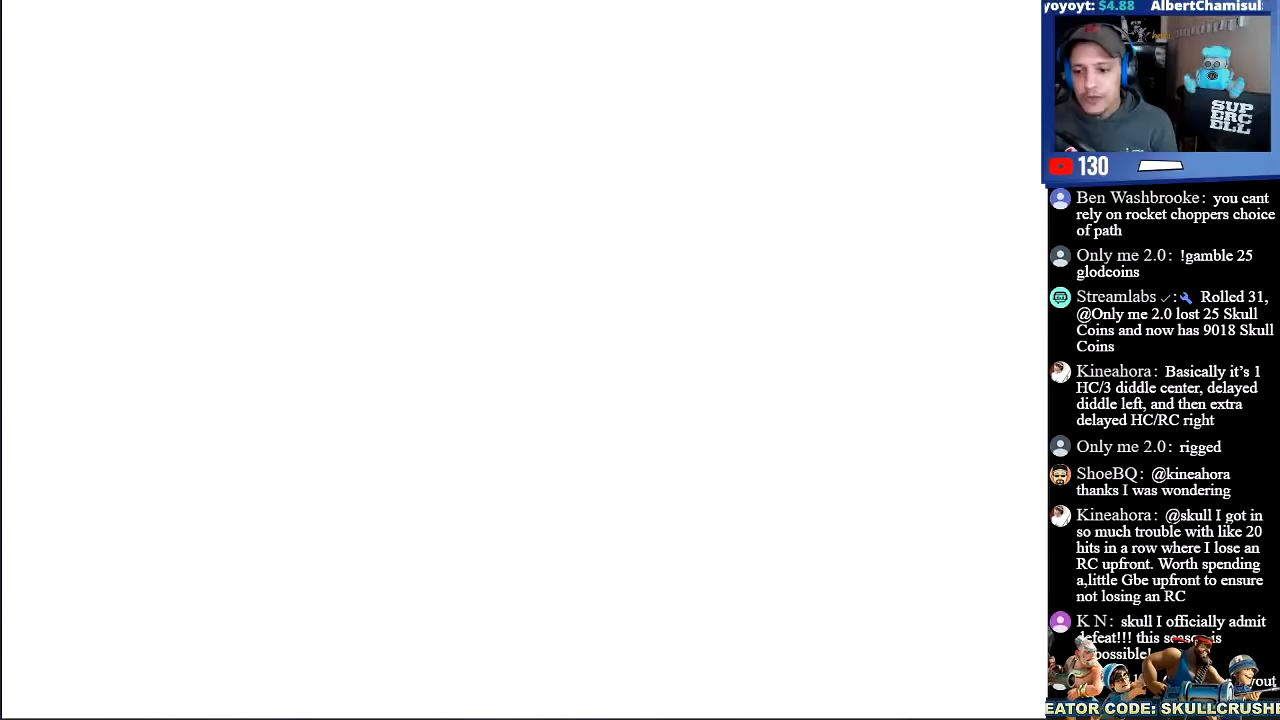 yoyoyt: $4.88 AlbertChamisul
SUP
ERC
ELL
130
Ben Washbrooke: you cant
rely on rocket choppers choice
of path
Only me 2.0: !gamble 25
glodcoins
Streamlabs ✓: Rolled 31,
@Only me 2.0 lost 25 Skull
Coins and now has 9018 Skull
Coins
Kineahora: Basically it's 1
HC/3 diddle center, delayed
diddle left, and then extra
delayed HC/RC right
Only me 2.0: rigged
ShoeBQ: @kineahora
thanks I was wondering
Kineahora: @skull I got in
so much trouble with like 20
hits in a row where I lose an
RC upfront. Worth spending
a,little Gbe upfront to ensure
not losing an RC
K N: skull I officially admit
defeat!!! this season is
possible!
EATOR CODE: SKULLCRUSHE